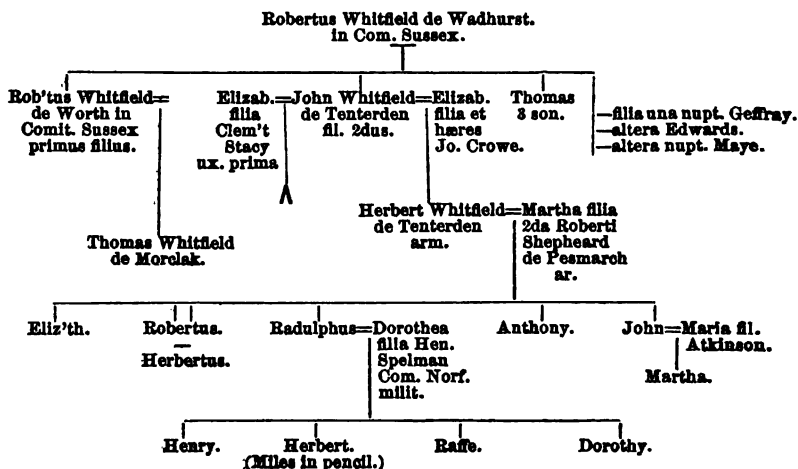 Robertus Whitfield de Wadhurst.
in Com. Sussex.
Rob'tus Whitfield=
de Worth in
Comit. Sussex
primus filius.
Elizab.=John Whitfield=Elizab.
filia
Clem't
Stacy
ux. prima
de Tenterden
fil. 2dus.
filia et
hæres
Jo. Crowe.
Thomas
3 son.
—filia una nupt. Geffray.
—altera Edwards.
—altera nupt. Maye.
Thomas Whitfield
de Morclak.
Herbert Whitfield=Martha filia
de Tenterden
arm.
2da Roberti
Shepheard
de Pesmarch
ar.
Eliz'th.
Robertus.
Herbertus.
Radulphus=Dorothea
filia Hen.
Spelman
Com. Norf.
milit.
Anthony.
John=Maria fil.
Atkinson.
Martha.
Henry.
Herbert.
(Miles in pencil.)
Raffe.
Dorothy.